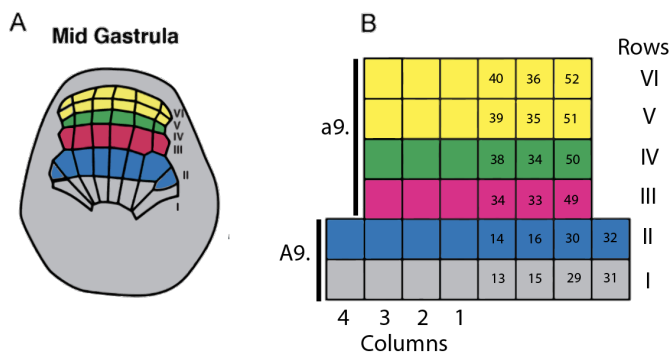 A
Mid Gastrula
VI
V
IV
III
II
I
B
Rows
a9.
40 36 52 VI
39 35 51 V
38 34 50 IV
34 33 49 III
A9.
14 16 30 32 II
13 15 29 31 I
4 3 2 1
Columns